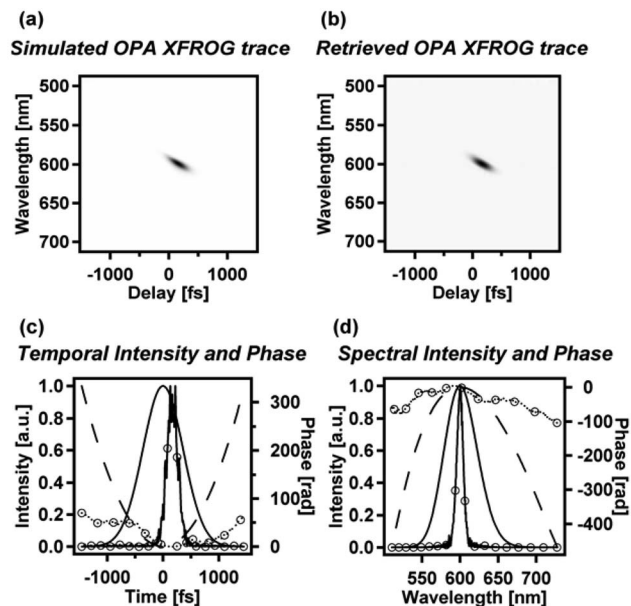 (a)
Simulated OPA XFROG trace
500
550
600
650
700
Wavelength [nm]
-1000
0
1000
Delay [fs]
(b)
Retrieved OPA XFROG trace
500
550
600
650
700
Wavelength [nm]
-1000
0
1000
Delay [fs]
(c)
Temporal Intensity and Phase
1.0
0.8
0.6
0.4
0.2
0.0
Intensity [a.u.]
300
200
100
0
Phase [rad]
-1000
0
1000
Time [fs]
(d)
Spectral Intensity and Phase
1.0
0.8
0.6
0.4
0.2
0.0
Intensity [a.u.]
0
-100
-200
-300
-400
Phase [rad]
550
600
650
700
Wavelength [nm]